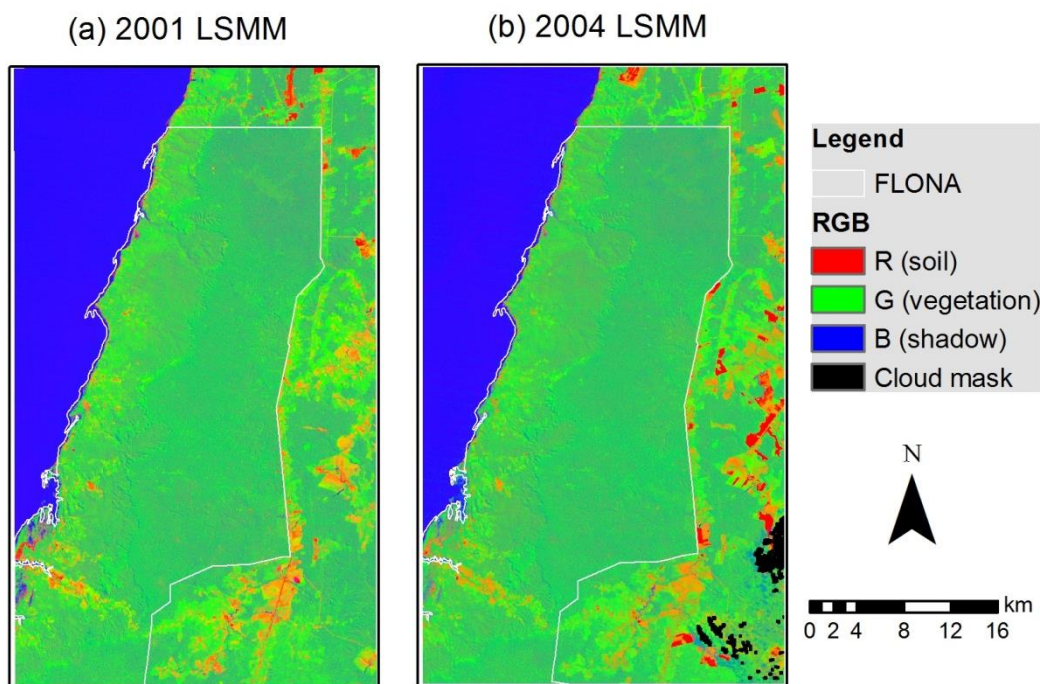 (a) 2001 LSMM
(b) 2004 LSMM
Legend
FLONA
RGB
R (soil)
G (vegetation)
B (shadow)
Cloud mask
N
km
0 2 4 8 12 16